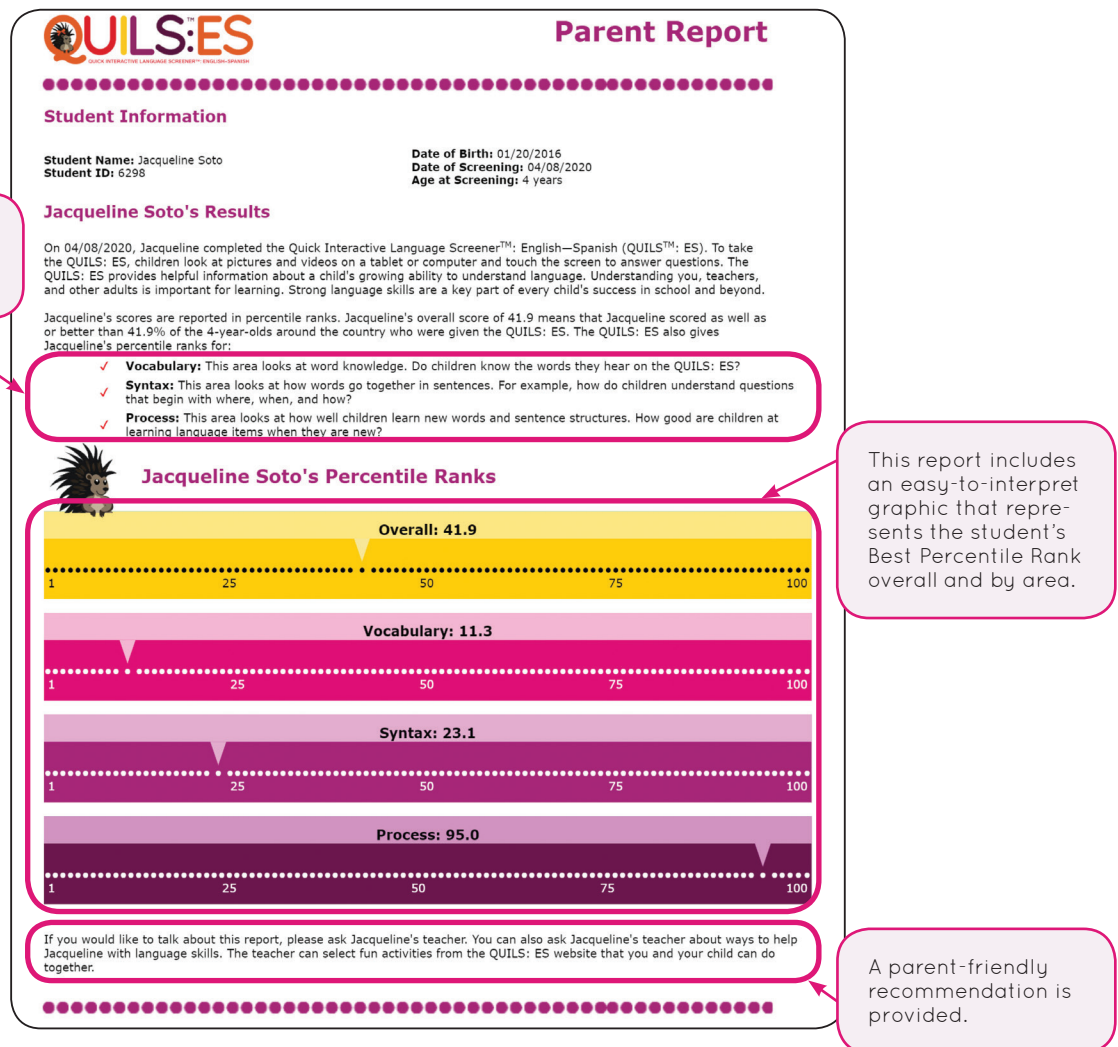 QUILS:ES™
QUICK INTERACTIVE LANGUAGE SCREENER™: ENGLISH–SPANISH
Parent Report
Student Information
Student Name: Jacqueline Soto
Student ID: 6298
Date of Birth: 01/20/2016
Date of Screening: 04/08/2020
Age at Screening: 4 years
Jacqueline Soto's Results
On 04/08/2020, Jacqueline completed the Quick Interactive Language Screener™: English—Spanish (QUILS™: ES). To take
the QUILS: ES, children look at pictures and videos on a tablet or computer and touch the screen to answer questions. The
QUILS: ES provides helpful information about a child's growing ability to understand language. Understanding you, teachers,
and other adults is important for learning. Strong language skills are a key part of every child's success in school and beyond.
Jacqueline's scores are reported in percentile ranks. Jacqueline's overall score of 41.9 means that Jacqueline scored as well as
or better than 41.9% of the 4-year-olds around the country who were given the QUILS: ES. The QUILS: ES also gives
Jacqueline's percentile ranks for:
✓ Vocabulary: This area looks at word knowledge. Do children know the words they hear on the QUILS: ES?
✓ Syntax: This area looks at how words go together in sentences. For example, how do children understand questions
that begin with where, when, and how?
✓ Process: This area looks at how well children learn new words and sentence structures. How good are children at
learning language items when they are new?
Jacqueline Soto's Percentile Ranks
Overall: 41.9
1 25 50 75 100
Vocabulary: 11.3
1 25 50 75 100
Syntax: 23.1
1 25 50 75 100
Process: 95.0
1 25 50 75 100
This report includes
an easy-to-interpret
graphic that repre-
sents the student's
Best Percentile Rank
overall and by area.
If you would like to talk about this report, please ask Jacqueline's teacher. You can also ask Jacqueline's teacher about ways to help
Jacqueline with language skills. The teacher can select fun activities from the QUILS: ES website that you and your child can do
together.
A parent-friendly
recommendation is
provided.